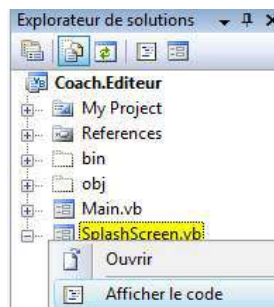 Explorateur de solutions
Coach.Editeur
My Project
References
bin
obj
Main.vb
SplashScreen.vb
Ouvrir
Afficher le code